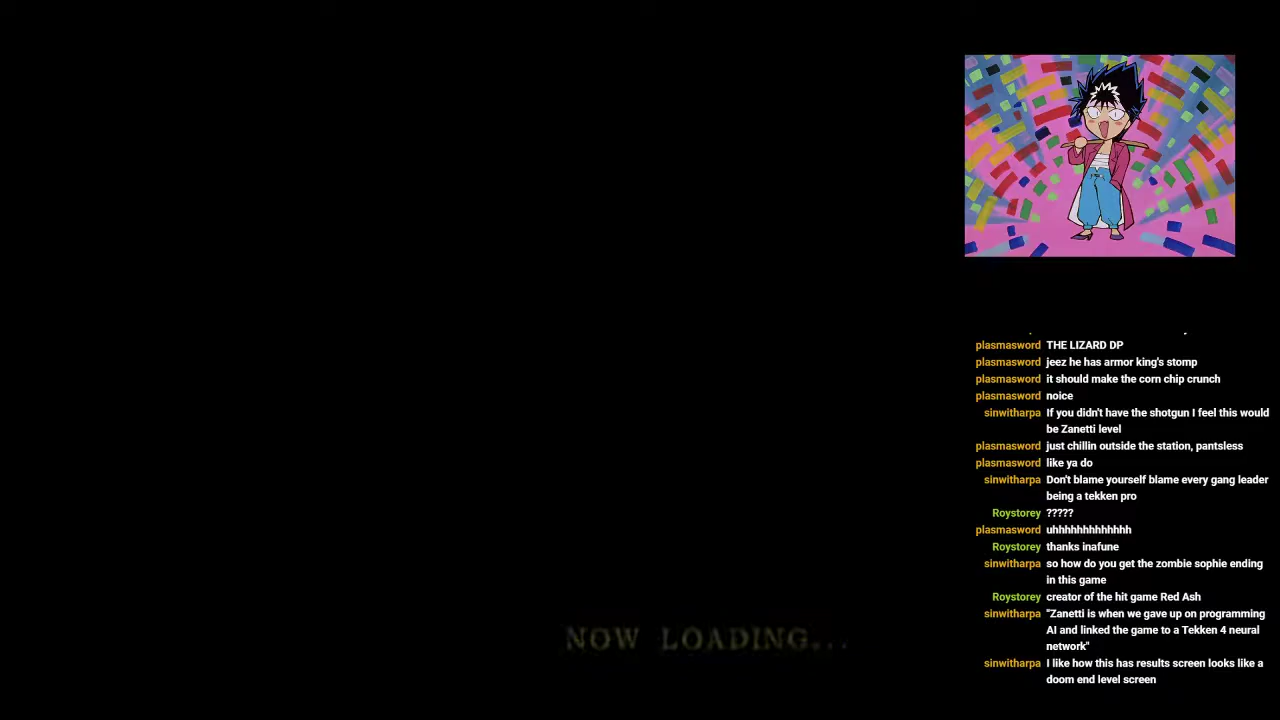 plasmasword THE LIZARD DP
plasmasword jeez he has armor king's stomp
plasmasword it should make the corn chip crunch
plasmasword noice
sinwitharpa If you didn't have the shotgun I feel this would
be Zanetti level
plasmasword just chillin outside the station, pantsless
plasmasword like ya do
sinwitharpa Don't blame yourself blame every gang leader
being a tekken pro
Roystorey ?????
plasmasword uhhhhhhhhhhhhh
Roystorey thanks inafune
sinwitharpa so how do you get the zombie sophie ending
in this game
Roystorey creator of the hit game Red Ash
sinwitharpa "Zanetti is when we gave up on programming
AI and linked the game to a Tekken 4 neural
network"
sinwitharpa I like how this has results screen looks like a
doom end level screen
NOW LOADING...